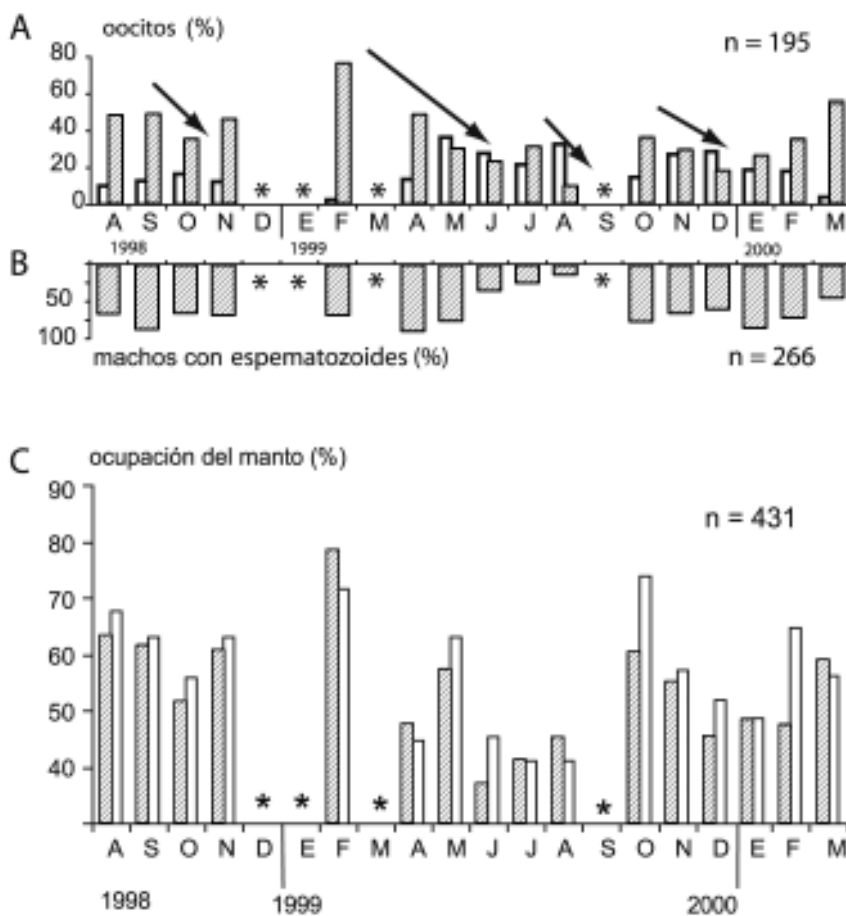 A
oocitos (%)
n = 195
80
60
40
20
0
* * * *
A S O N D E F M A M J J A S O N D E F M
1998 1999 2000
B
* * * *
50
100
machos con espematozoides (%)
n = 266
C
ocupación del manto (%)
n = 431
90
80
70
60
50
40
* * * *
A S O N D E F M A M J J A S O N D E F M
1998 1999 2000